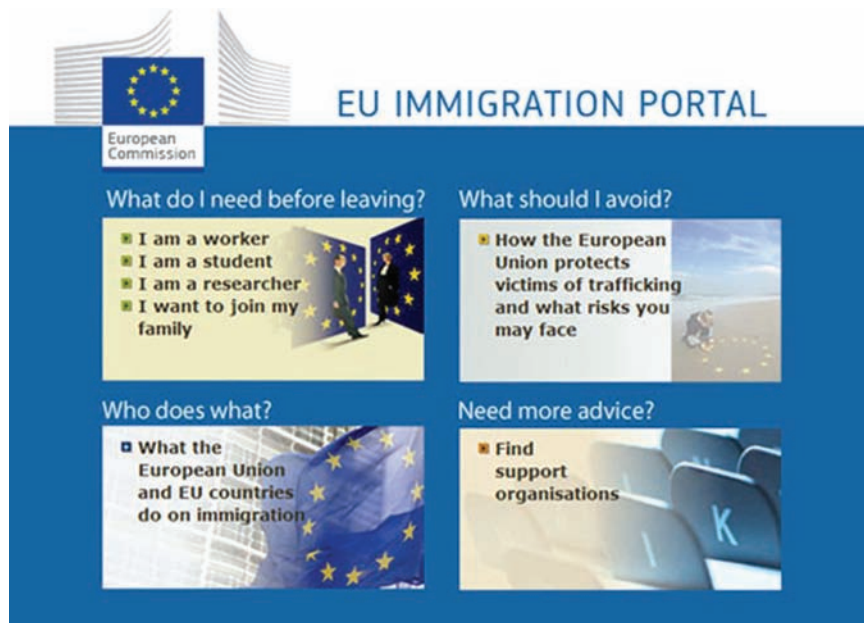 European
Commission
EU IMMIGRATION PORTAL
What do I need before leaving?
I am a worker
I am a student
I am a researcher
I want to join my
family
What should I avoid?
How the European
Union protects
victims of trafficking
and what risks you
may face
Who does what?
What the
European Union
and EU countries
do on immigration
Need more advice?
Find
support
organisations
I
N
I
K